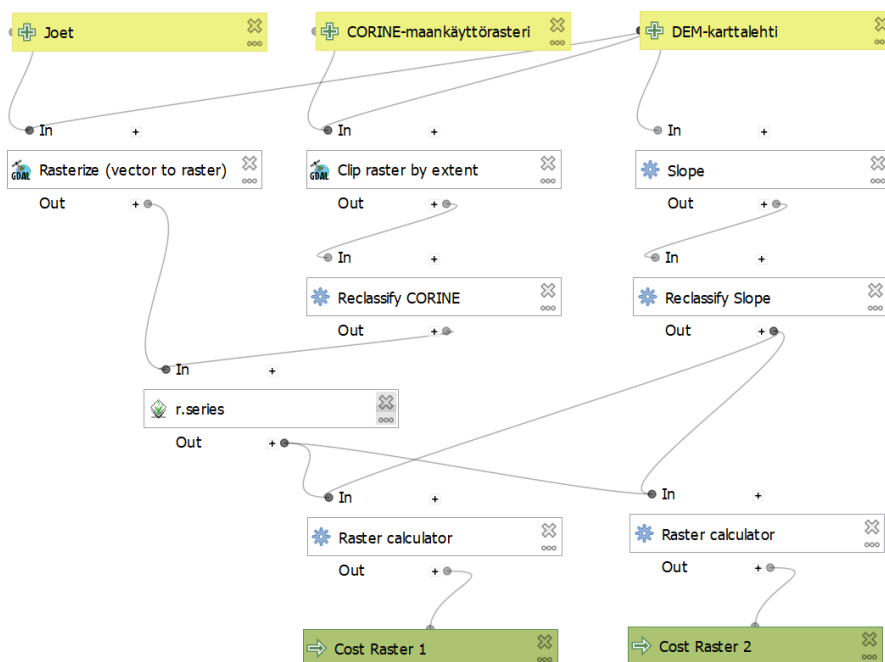 Joet
CORINE-maankäyttörasteri
DEM-karttalehti
In +
In +
In +
GDAL Rasterize (vector to raster)
GDAL Clip raster by extent
Slope
Out +
Out +
Out +
In +
In +
Reclassify CORINE
Reclassify Slope
Out +
Out +
In +
r.series
Out +
In +
In +
Raster calculator
Raster calculator
Out +
Out +
Cost Raster 1
Cost Raster 2